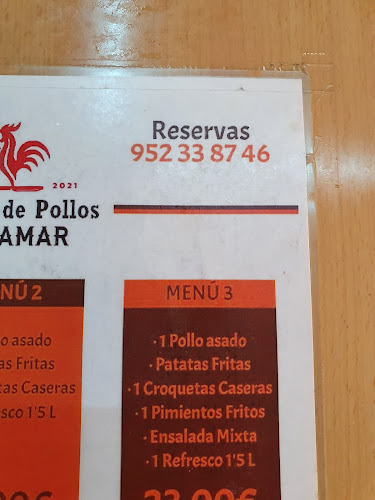 Reservas
952 33 87 46
2021
de Pollos
AMAR
NÚ 2
o asado
as Fritas
tas Caseras
esco 1'5 L
MENÚ 3
· 1 Pollo asado
· Patatas Fritas
· 1 Croquetas Caseras
· 1 Pimientos Fritos
· Ensalada Mixta
· 1 Refresco 1'5 L